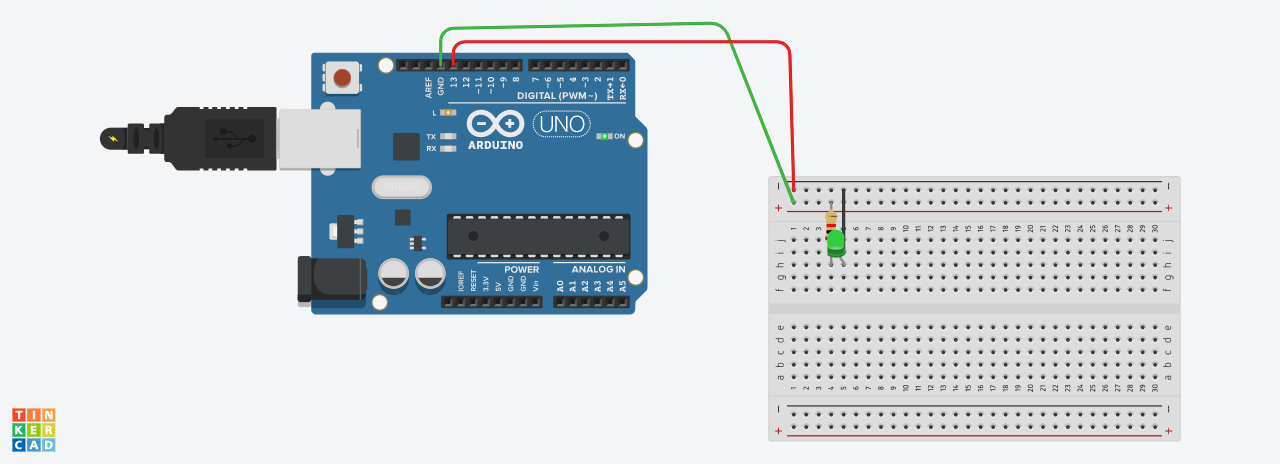 AREF
GND
13
12
~11
~10
~9
8
7
~6
~5
4
~3
2
TX→1
RX←0
DIGITAL (PWM~)
L
TX
RX
UNO
ON
ARDUINO
POWER
ANALOG IN
IOREF
RESET
3.3V
5V
GND
GND
Vin
A0
A1
A2
A3
A4
A5
− −
+ +
1 2 3 5 6 7 8 9 10 11 12 13 14 15 16 17 18 19 20 21 22 23 24 25 26 27 28 29 30
j j
i i
h h
g g
f f
e e
d d
c c
b b
a a
1 2 3 4 5 6 7 8 9 10 11 12 13 14 15 16 17 18 19 20 21 22 23 24 25 26 27 28 29 30
− −
+ +
TIN
KER
CAD